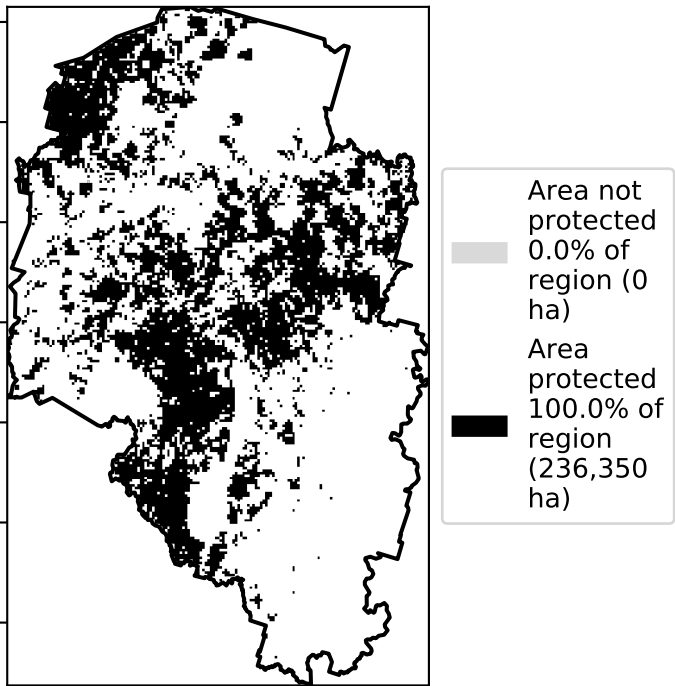 Area not
protected
0.0% of
region (0
ha)
Area
protected
100.0% of
region
(236,350
ha)